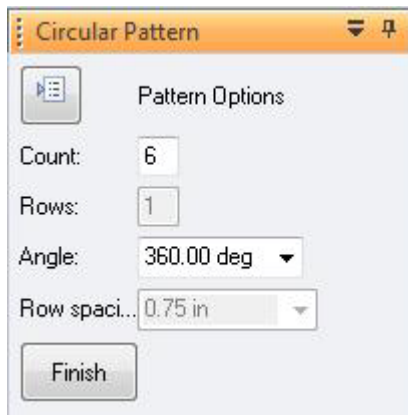 Circular Pattern
Pattern Options
Count: 6
Rows: 1
Angle: 360.00 deg
Row spaci... 0.75 in
Finish